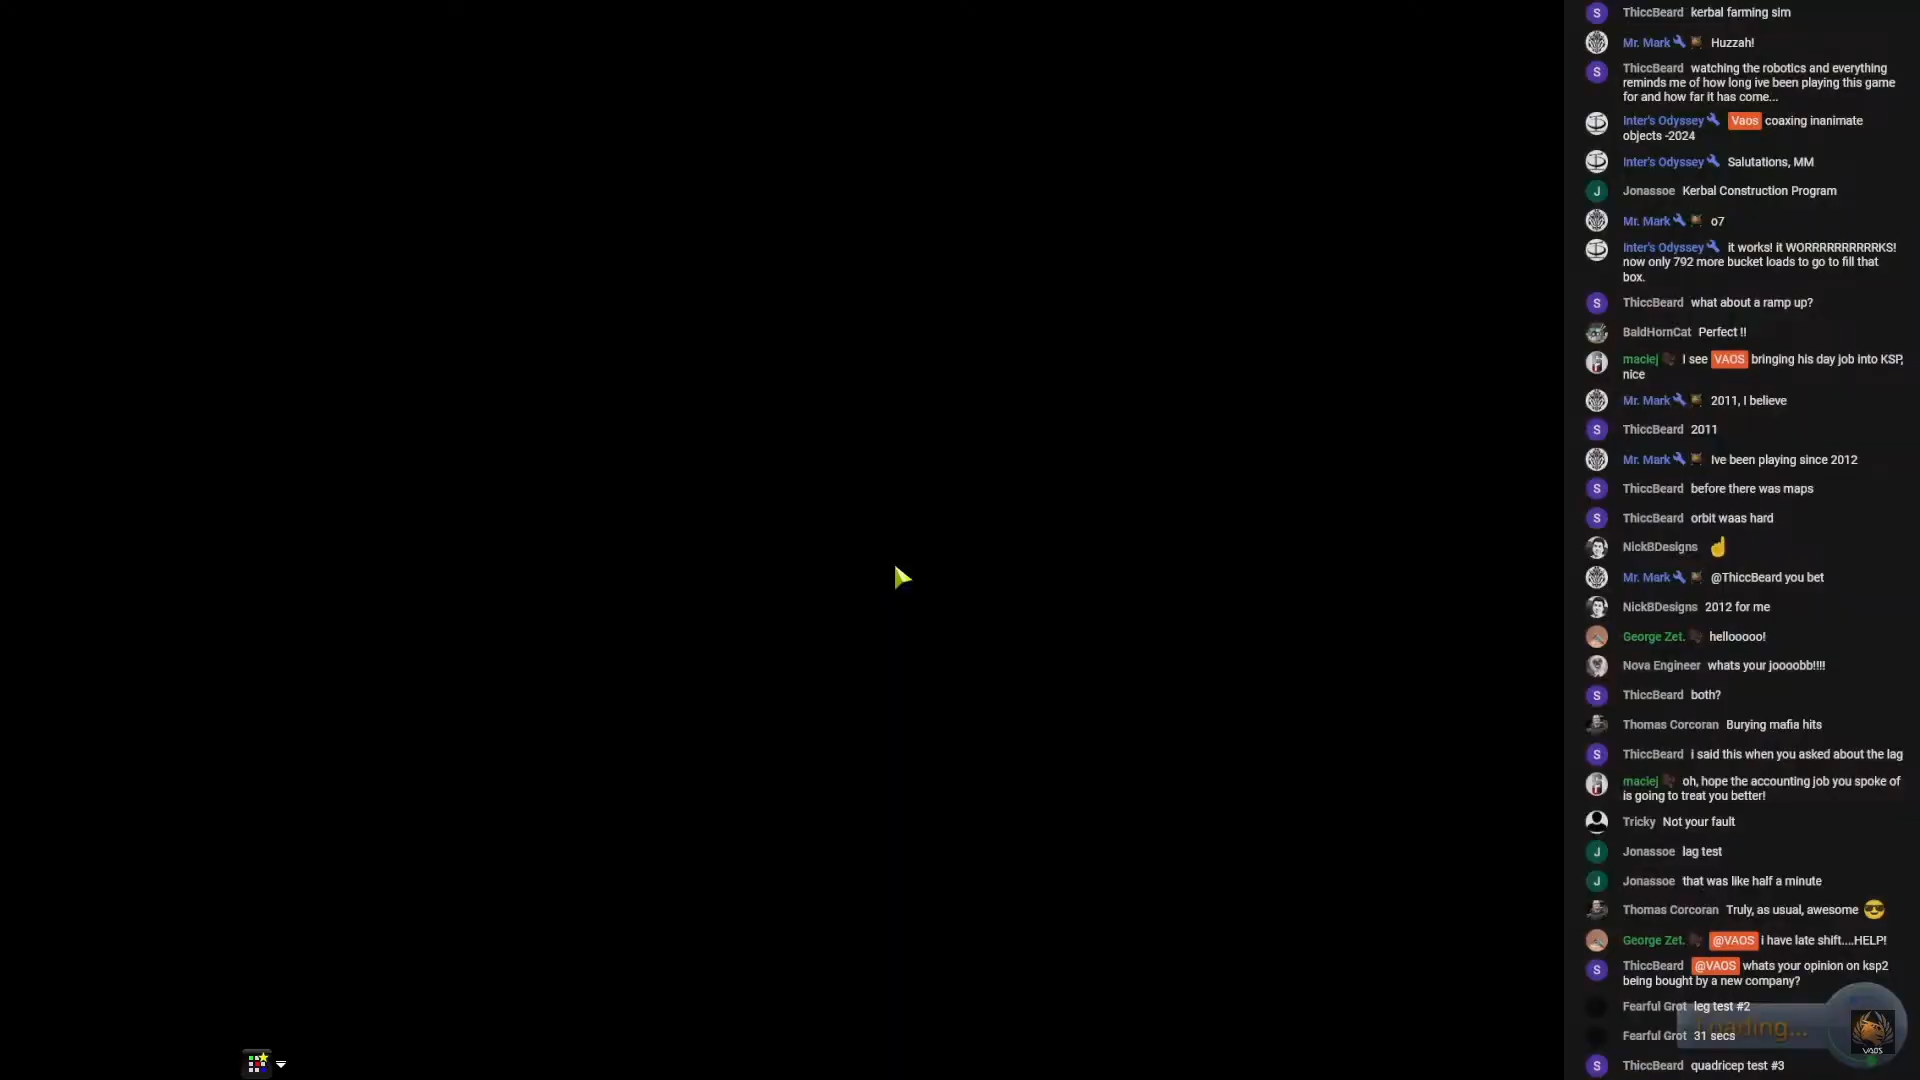 ThiccBeard kerbal farming sim
Mr. Mark Huzzah!
ThiccBeard watching the robotics and everything
reminds me of how long ive been playing this game
for and how far it has come...
Inter's Odyssey Vaos coaxing inanimate
objects -2024
Inter's Odyssey Salutations, MM
Jonassoe Kerbal Construction Program
Mr. Mark o7
Inter's Odyssey it works! it WORRRRRRRRRRKS!
now only 792 more bucket loads to go to fill that
box.
ThiccBeard what about a ramp up?
BaldHornCat Perfect !!
maciej I see VAOS bringing his day job into KSP,
nice
Mr. Mark 2011, I believe
ThiccBeard 2011
Mr. Mark Ive been playing since 2012
ThiccBeard before there was maps
ThiccBeard orbit waas hard
NickBDesigns ☝
Mr. Mark @ThiccBeard you bet
NickBDesigns 2012 for me
George Zet. hellooooo!
Nova Engineer whats your joooobb!!!!
ThiccBeard both?
Thomas Corcoran Burying mafia hits
ThiccBeard i said this when you asked about the lag
maciej oh, hope the accounting job you spoke of
is going to treat you better!
Tricky Not your fault
Jonassoe lag test
Jonassoe that was like half a minute
Thomas Corcoran Truly, as usual, awesome 😎
George Zet. @VAOS i have late shift....HELP!
ThiccBeard @VAOS whats your opinion on ksp2
being bought by a new company?
Fearful Grot leg test #2
Loading...
Fearful Grot 31 secs
VAOS
ThiccBeard quadricep test #3